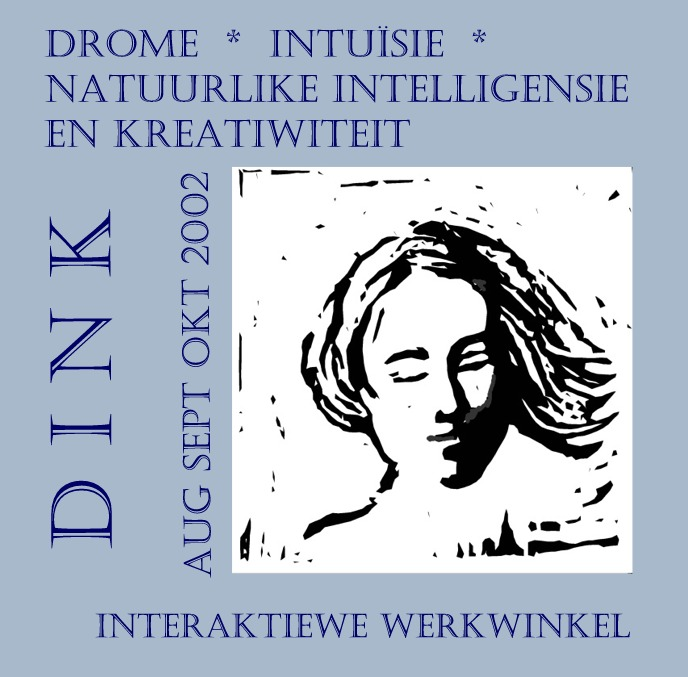 DROME * INTUÏSIE *
NATUURLIKE INTELLIGENSIE
EN KREATIWITEIT
DINK
AUG SEPT OKT 2002
INTERAKTIEWE WERKWINKEL